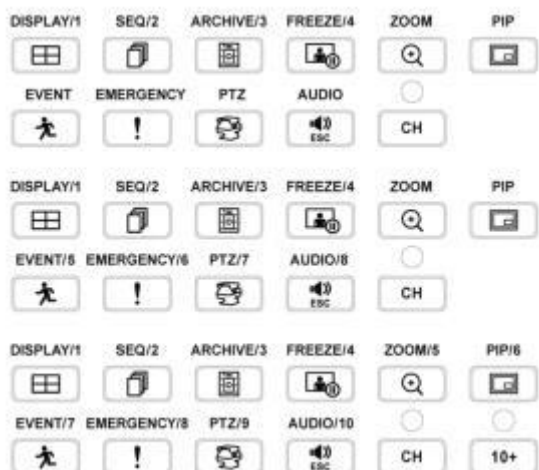 DISPLAY/1 SEQ/2 ARCHIVE/3 FREEZE/4 ZOOM PIP
EVENT EMERGENCY PTZ AUDIO
! ESC CH
DISPLAY/1 SEQ/2 ARCHIVE/3 FREEZE/4 ZOOM PIP
EVENT/5 EMERGENCY/6 PTZ/7 AUDIO/8
! ESC CH
DISPLAY/1 SEQ/2 ARCHIVE/3 FREEZE/4 ZOOM/5 PIP/6
EVENT/7 EMERGENCY/8 PTZ/9 AUDIO/10
! ESC CH 10+